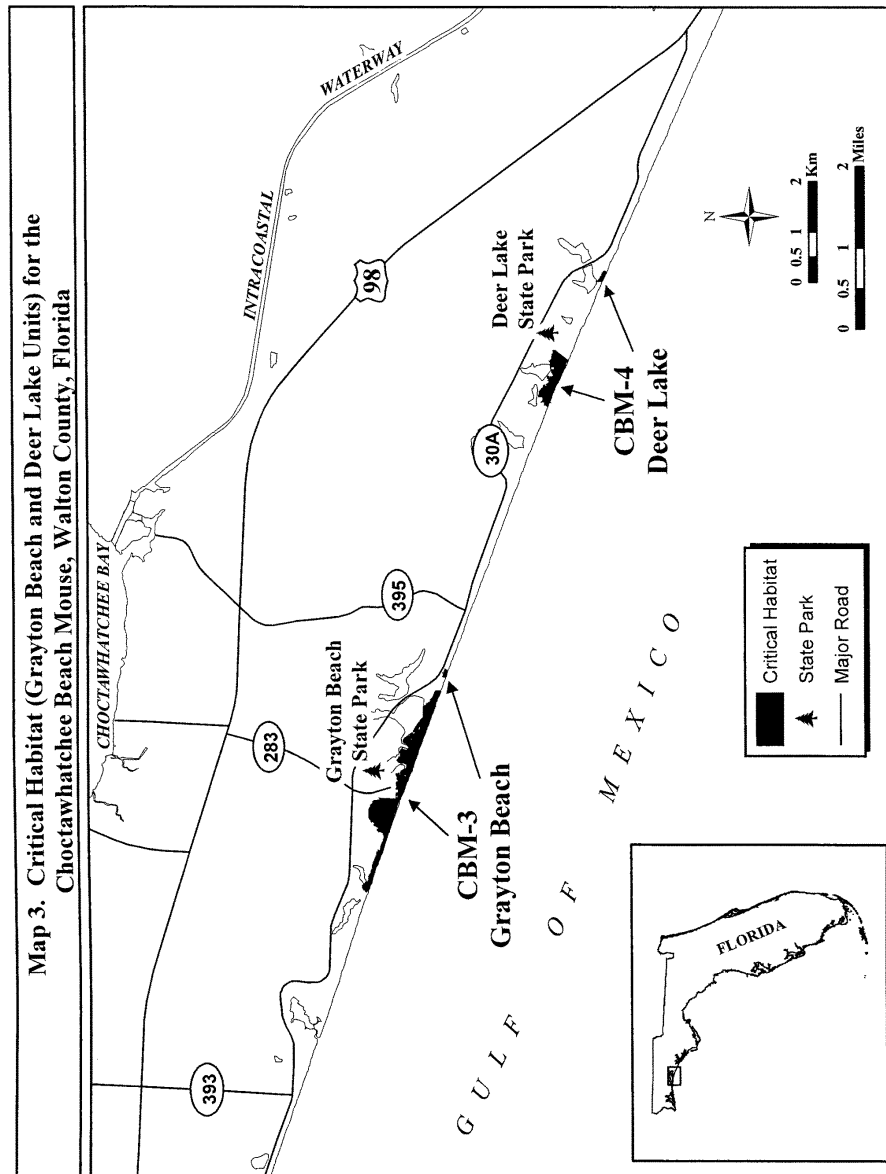 Map 3. Critical Habitat (Grayton Beach and Deer Lake Units) for the
Choctawhatchee Beach Mouse, Walton County, Florida
CHOCTAWHATCHEE BAY
INTRACOASTAL
WATERWAY
98
393
283
395
30A
Grayton Beach
State Park
Deer Lake
State Park
CBM-3
Grayton Beach
CBM-4
Deer Lake
GULF OF MEXICO
FLORIDA
Critical Habitat
State Park
Major Road
N
0 0.5 1 2
Km
0 0.5 1 2
Miles